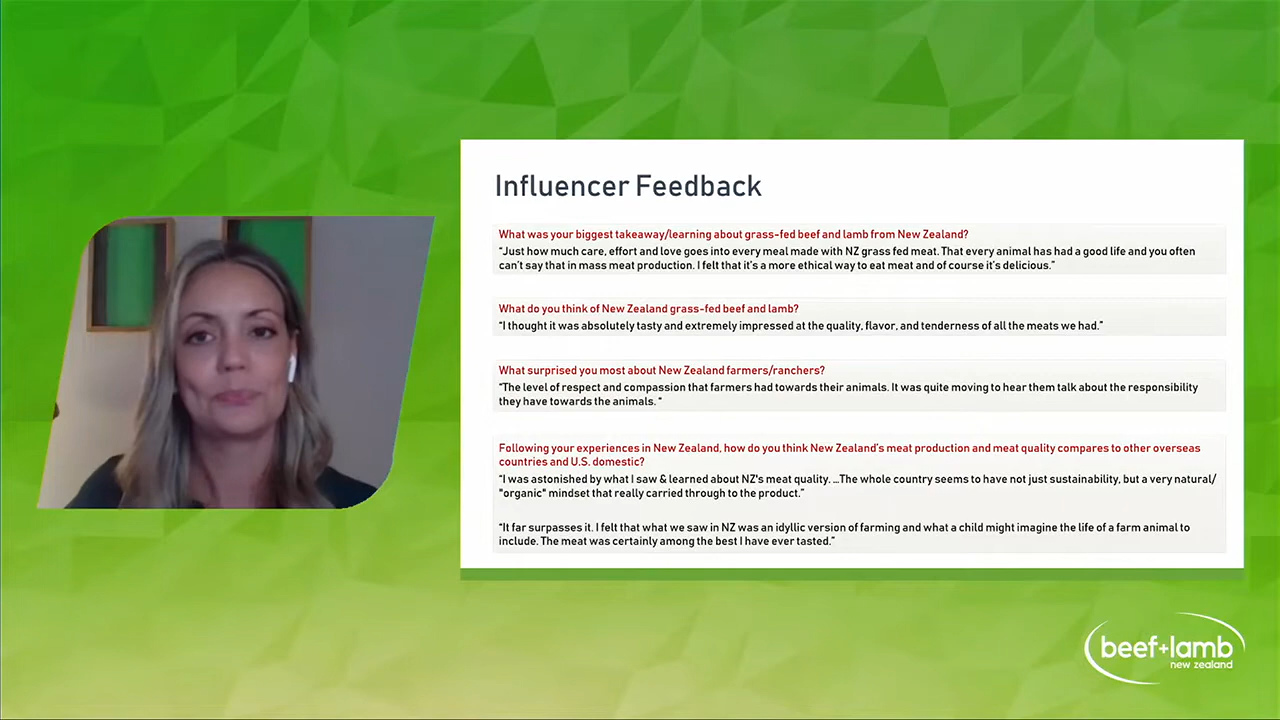 Influencer Feedback
What was your biggest takeaway/learning about grass-fed beef and lamb from New Zealand?
“Just how much care, effort and love goes into every meal made with NZ grass fed meat. That every animal has had a good life and you often
can’t say that in mass meat production. I felt that it’s a more ethical way to eat meat and of course it’s delicious.”
What do you think of New Zealand grass-fed beef and lamb?
“I thought it was absolutely tasty and extremely impressed at the quality, flavor, and tenderness of all the meats we had.”
What surprised you most about New Zealand farmers/ranchers?
“The level of respect and compassion that farmers had towards their animals. It was quite moving to hear them talk about the responsibility
they have towards the animals. “
Following your experiences in New Zealand, how do you think New Zealand’s meat production and meat quality compares to other overseas
countries and U.S. domestic?
“I was astonished by what I saw & learned about NZ's meat quality. …The whole country seems to have not just sustainability, but a very natural/
"organic" mindset that really carried through to the product.”
“It far surpasses it. I felt that what we saw in NZ was an idyllic version of farming and what a child might imagine the life of a farm animal to
include. The meat was certainly among the best I have ever tasted.”
beef+lamb
new zealand